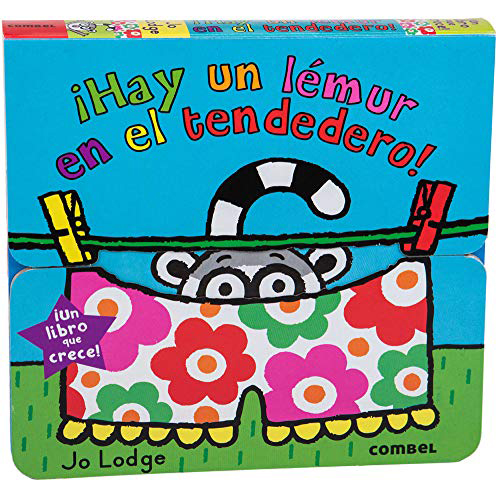 COMBEL
¡Hay un lémur
en el tendedero!
¡Un
libro
que
crece!
Jo Lodge
COMBEL